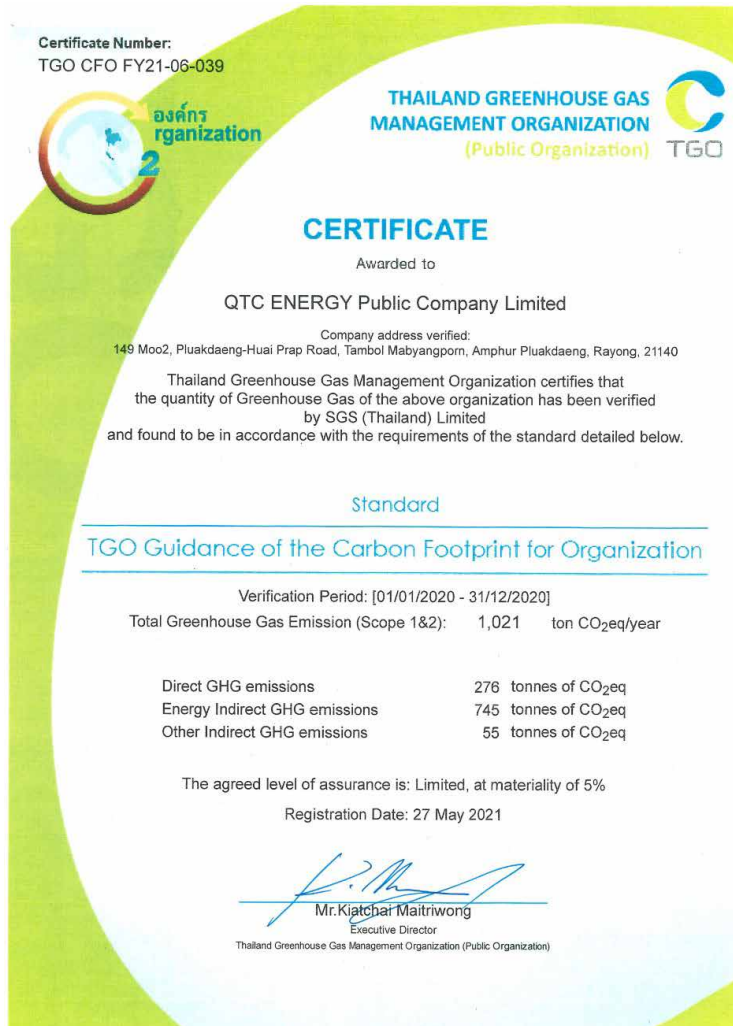 Certificate Number:
TGO CFO FY21-06-039
องค์กร
rganization
2
THAILAND GREENHOUSE GAS
MANAGEMENT ORGANIZATION
(Public Organization)
TGO
CERTIFICATE
Awarded to
QTC ENERGY Public Company Limited
Company address verified:
149 Moo2, Pluakdaeng-Huai Prap Road, Tambol Mabyangporn, Amphur Pluakdaeng, Rayong, 21140
Thailand Greenhouse Gas Management Organization certifies that
the quantity of Greenhouse Gas of the above organization has been verified
by SGS (Thailand) Limited
and found to be in accordance with the requirements of the standard detailed below.
Standard
TGO Guidance of the Carbon Footprint for Organization
Verification Period: [01/01/2020 - 31/12/2020]
Total Greenhouse Gas Emission (Scope 1&2): 1,021 ton CO₂eq/year
Direct GHG emissions 276 tonnes of CO₂eq
Energy Indirect GHG emissions 745 tonnes of CO₂eq
Other Indirect GHG emissions 55 tonnes of CO₂eq
The agreed level of assurance is: Limited, at materiality of 5%
Registration Date: 27 May 2021
Mr.Kiatchai Maitriwong
Executive Director
Thailand Greenhouse Gas Management Organization (Public Organization)